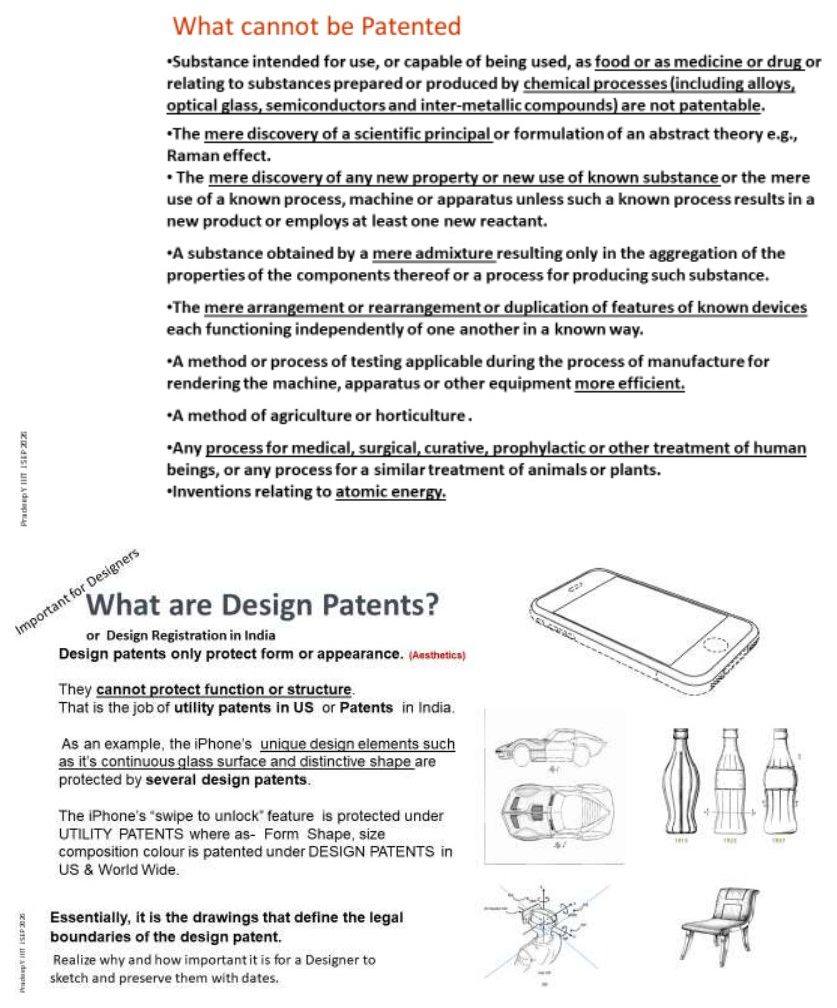 What cannot be Patented
•Substance intended for use, or capable of being used, as food or as medicine or drug or
relating to substances prepared or produced by chemical processes (including alloys,
optical glass, semiconductors and inter-metallic compounds) are not patentable.
•The mere discovery of a scientific principal or formulation of an abstract theory e.g.,
Raman effect.
• The mere discovery of any new property or new use of known substance or the mere
use of a known process, machine or apparatus unless such a known process results in a
new product or employs at least one new reactant.
•A substance obtained by a mere admixture resulting only in the aggregation of the
properties of the components thereof or a process for producing such substance.
•The mere arrangement or rearrangement or duplication of features of known devices
each functioning independently of one another in a known way.
•A method or process of testing applicable during the process of manufacture for
rendering the machine, apparatus or other equipment more efficient.
•A method of agriculture or horticulture.
•Any process for medical, surgical, curative, prophylactic or other treatment of human
beings, or any process for a similar treatment of animals or plants.
•Inventions relating to atomic energy.
Important for Designers
What are Design Patents?
or Design Registration in India
Design patents only protect form or appearance. (Aesthetics)
They cannot protect function or structure.
That is the job of utility patents in US or Patents in India.
As an example, the iPhone's unique design elements such
as it's continuous glass surface and distinctive shape are
protected by several design patents.
The iPhone's "swipe to unlock" feature is protected under
UTILITY PATENTS where as- Form Shape, size
composition colour is patented under DESIGN PATENTS in
US & World Wide.
Essentially, it is the drawings that define the legal
boundaries of the design patent.
Realize why and how important it is for a Designer to
sketch and preserve them with dates.